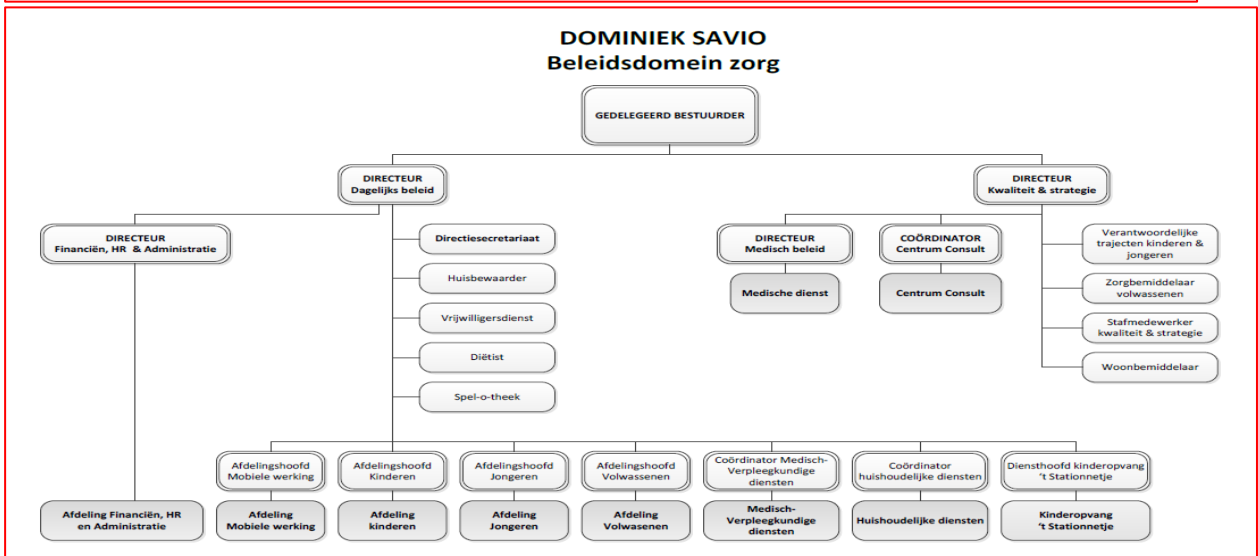 DOMINIEK SAVIO
Beleidsdomein zorg
GEDELEGEERD BESTUURDER
DIRECTEUR
Dagelijks beleid
DIRECTEUR
Kwaliteit & strategie
DIRECTEUR
Financiën, HR & Administratie
Directiesecretariaat
Huisbewaarder
Vrijwilligersdienst
Diëtist
Spel-o-theek
DIRECTEUR
Medisch beleid
COÖRDINATOR
Centrum Consult
Medische dienst
Centrum Consult
Verantwoordelijke
trajecten kinderen &
jongeren
Zorgbemiddelaar
volwassenen
Stafmedewerker
kwaliteit & strategie
Woonbemiddelaar
Afdelingshoofd
Mobiele werking
Afdelingshoofd
Kinderen
Afdelingshoofd
Jongeren
Afdelingshoofd
Volwassenen
Coördinator Medisch-
Verpleegkundige
diensten
Coördinator
huishoudelijke diensten
Diensthoofd kinderopvang
't Stationnetje
Afdeling Financiën, HR
en Administratie
Afdeling
Mobiele werking
Afdeling
kinderen
Afdeling
Jongeren
Afdeling
Volwasenen
Medisch-
Verpleegkundige
diensten
Huishoudelijke diensten
Kinderopvang
't Stationnetje